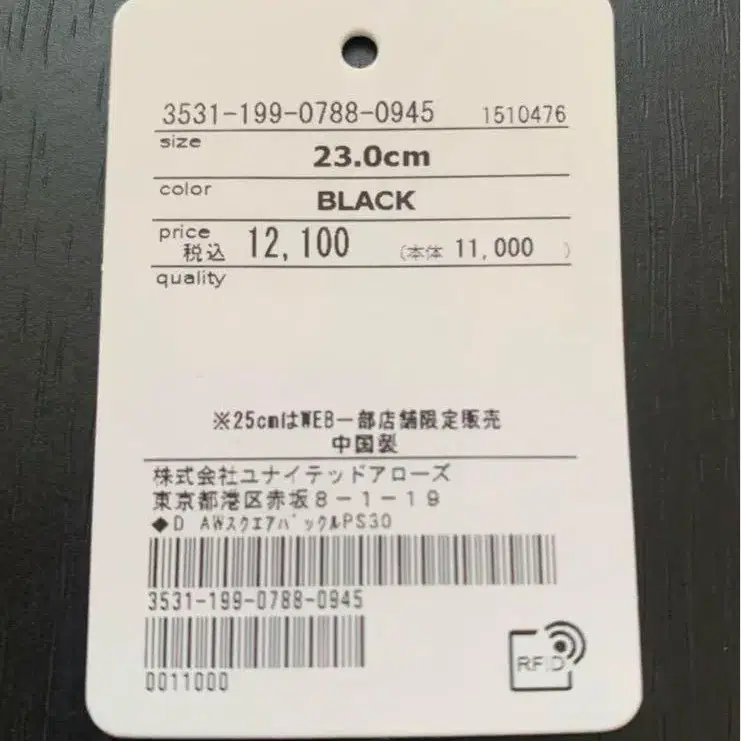 3531-199-0788-0945 1510476
size 23.0cm
color BLACK
price 税込 12,100 (本体 11,000 )
quality
※25cmはWEB一部店舗限定販売
中国製
株式会社ユナイテッドアローズ
東京都港区赤坂8-1-19
◆D AWスクエアバックルPS30
3531-199-0788-0945
0011000
RFID